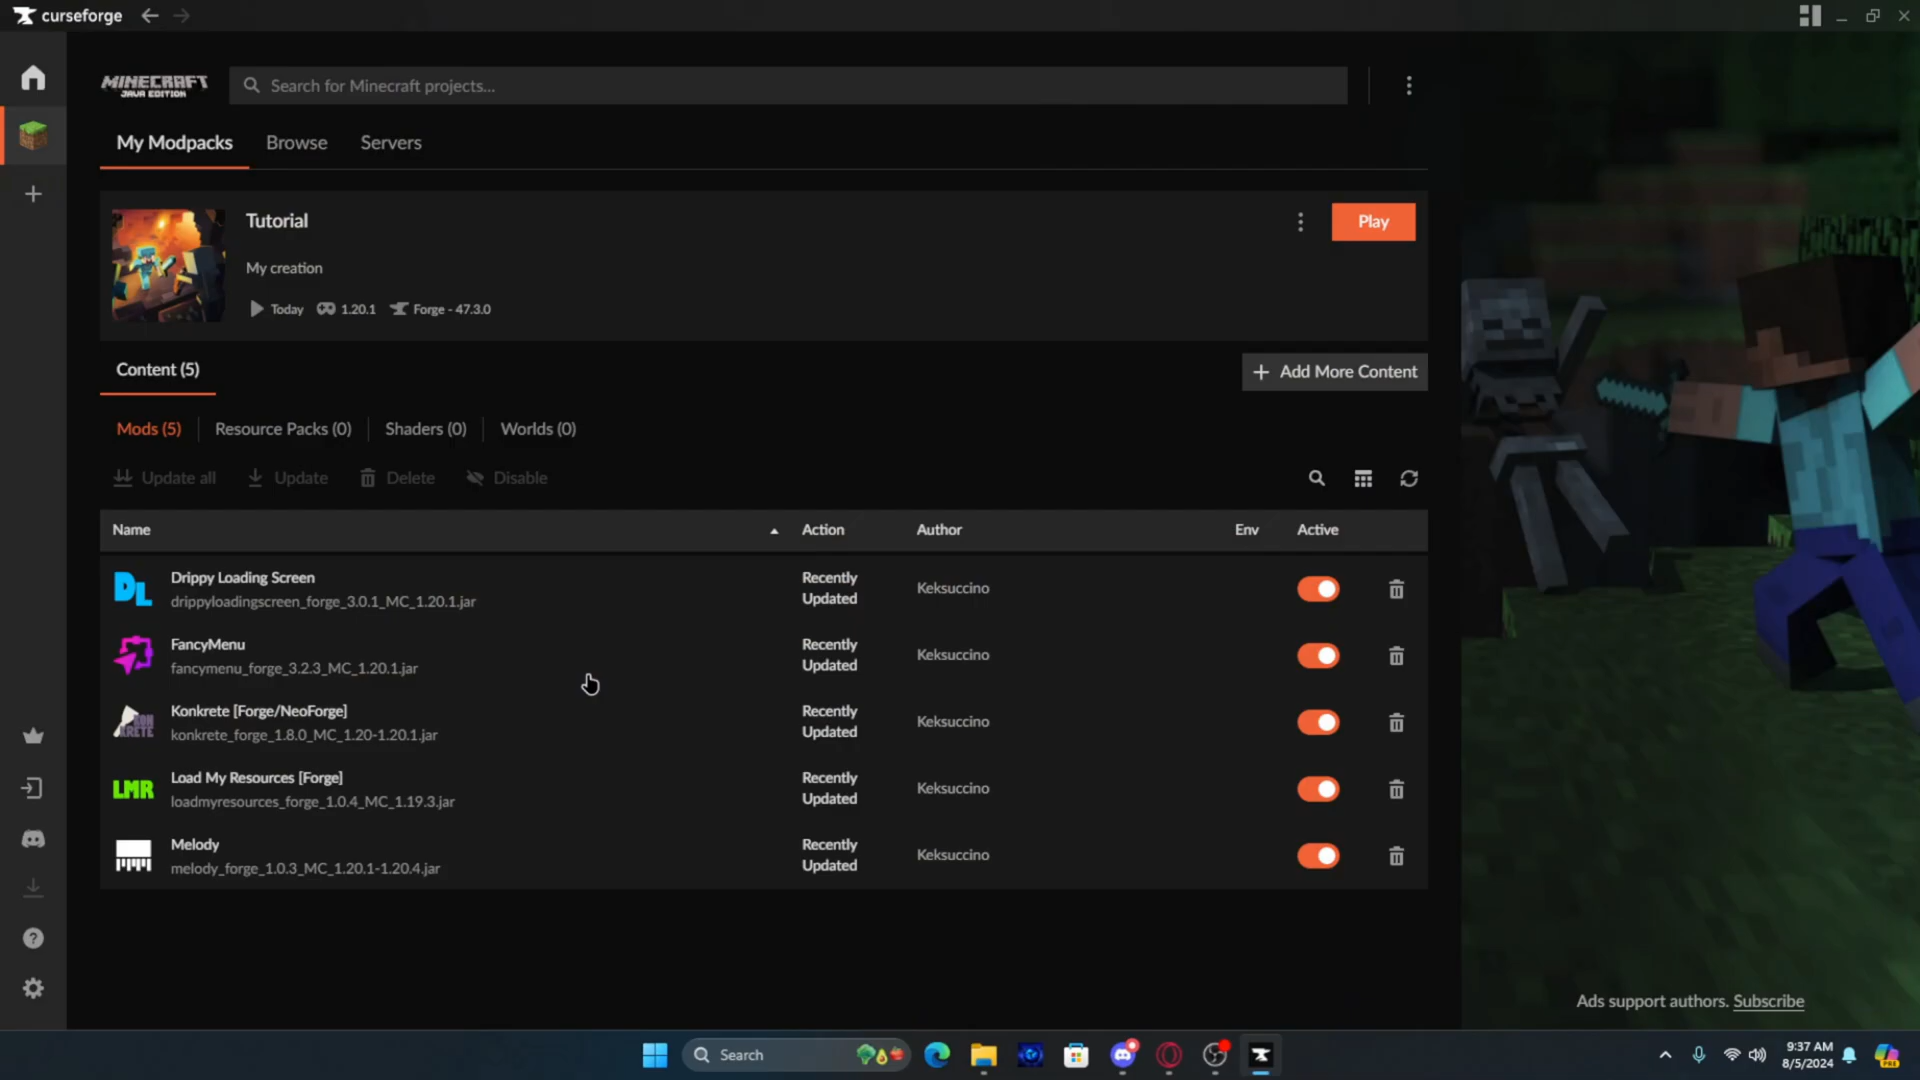 curseforge
MINECRAFT
JAVA EDITION
Search for Minecraft projects...
My Modpacks
Browse
Servers
Tutorial
Play
My creation
Today
1.20.1
Forge - 47.3.0
Content (5)
Add More Content
Mods (5)
Resource Packs (0)
Shaders (0)
Worlds (0)
Update all
Update
Delete
Disable
Name
Action
Author
Env
Active
DL
Drippy Loading Screen
drippyloadingscreen_forge_3.0.1_MC_1.20.1.jar
Recently
Updated
Keksuccino
FancyMenu
fancymenu_forge_3.2.3_MC_1.20.1.jar
Recently
Updated
Keksuccino
KON
KRETE
Konkrete [Forge/NeoForge]
konkrete_forge_1.8.0_MC_1.20-1.20.1.jar
Recently
Updated
Keksuccino
LMR
Load My Resources [Forge]
loadmyresources_forge_1.0.4_MC_1.19.3.jar
Recently
Updated
Keksuccino
Melody
melody_forge_1.0.3_MC_1.20.1-1.20.4.jar
Recently
Updated
Keksuccino
Ads support authors. Subscribe
Search
9:37 AM
8/5/2024
PRE